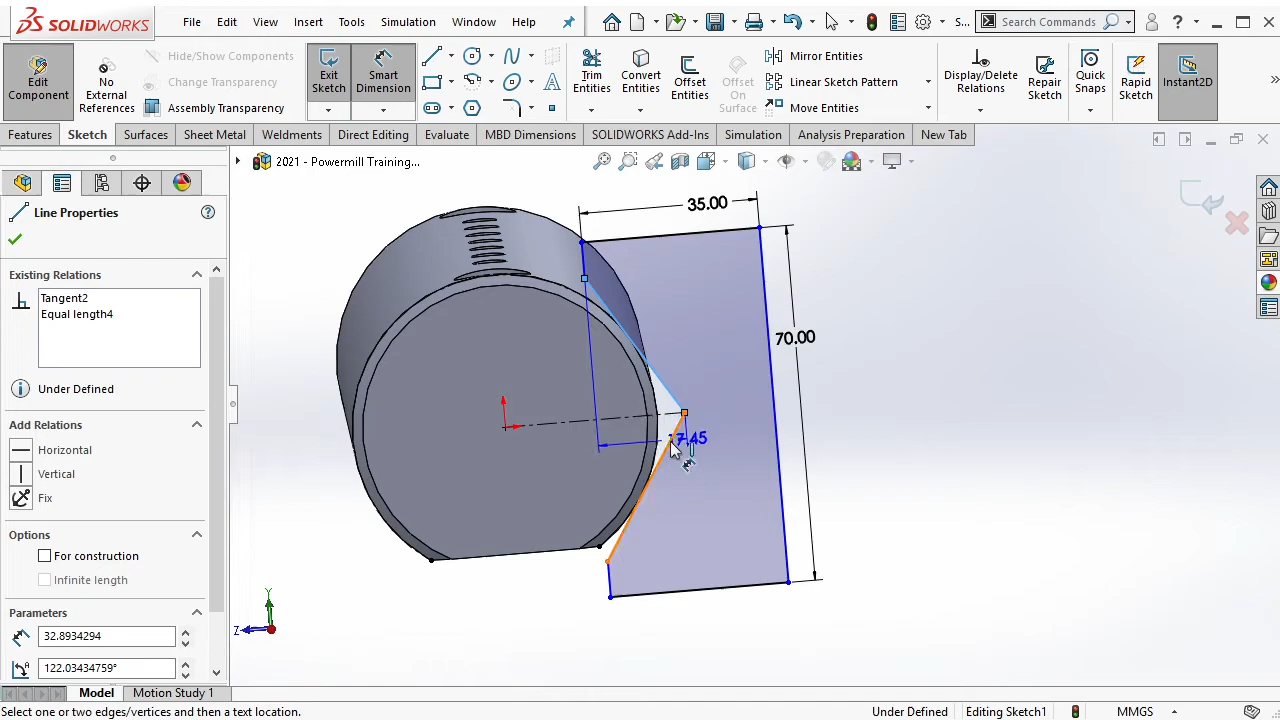 SOLIDWORKS
File Edit View Insert Tools Simulation Window Help
S...
Search Commands
Edit Component
No External References
Hide/Show Components
Change Transparency
Assembly Transparency
Exit Sketch
Smart Dimension
Trim Entities
Convert Entities
Offset Entities
Offset On Surface
Mirror Entities
Linear Sketch Pattern
Move Entities
Display/Delete Relations
Repair Sketch
Quick Snaps
Rapid Sketch
Instant2D
Features Sketch Surfaces Sheet Metal Weldments Direct Editing Evaluate MBD Dimensions SOLIDWORKS Add-Ins Simulation Analysis Preparation New Tab
2021 - Powermill Training...
Line Properties
Existing Relations
Tangent2
Equal length4
Under Defined
Add Relations
Horizontal
Vertical
Fix
Options
For construction
Infinite length
Parameters
32.8934294
122.03434759°
35.00
70.00
Y
Z
Model Motion Study 1
Select one or two edges/vertices and then a text location.
Under Defined Editing Sketch1 MMGS